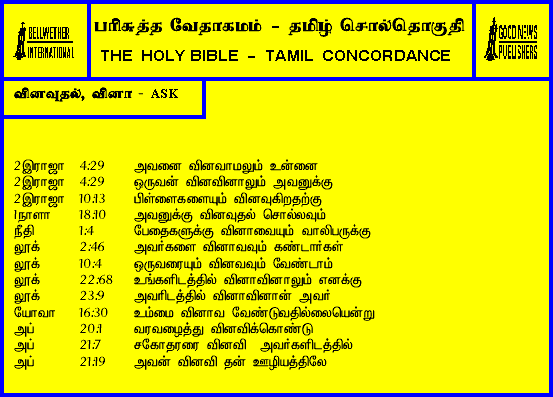 BELLWETHER
INTERNATIONAL
பரிசுத்த வேதாகமம் - தமிழ் சொல்தொகுதி
THE HOLY BIBLE - TAMIL CONCORDANCE
GOOD NEWS
PUBLISHERS
வினவுதல், வினா - ASK
2இராஜா 4:29 அவனை வினவாமலும் உன்னை
2இராஜா 4:29 ஒருவன் வினவினாலும் அவனுக்கு
2இராஜா 10:13 பிள்ளைகளையும் வினவுகிறதற்கு
1நாளா 18:10 அவனுக்கு வினவுதல் சொல்லவும்
நீதி 1:4 பேதைகளுக்கு வினாவையும் வாலிபருக்கு
லூக் 2:46 அவர்களை வினாவவும் கண்டார்கள்
லூக் 10:4 ஒருவரையும் வினவவும் வேண்டாம்
லூக் 22:68 உங்களிடத்தில் வினாவினாலும் எனக்கு
லூக் 23:9 அவரிடத்தில் வினாவினான் அவர்
யோவா 16:30 உம்மை வினாவ வேண்டுவதில்லையென்று
அப் 20:1 வரவழைத்து வினவிக்கொண்டு
அப் 21:7 சகோதரரை வினவி அவர்களிடத்தில்
அப் 21:19 அவன் வினவி தன் ஊழியத்திலே